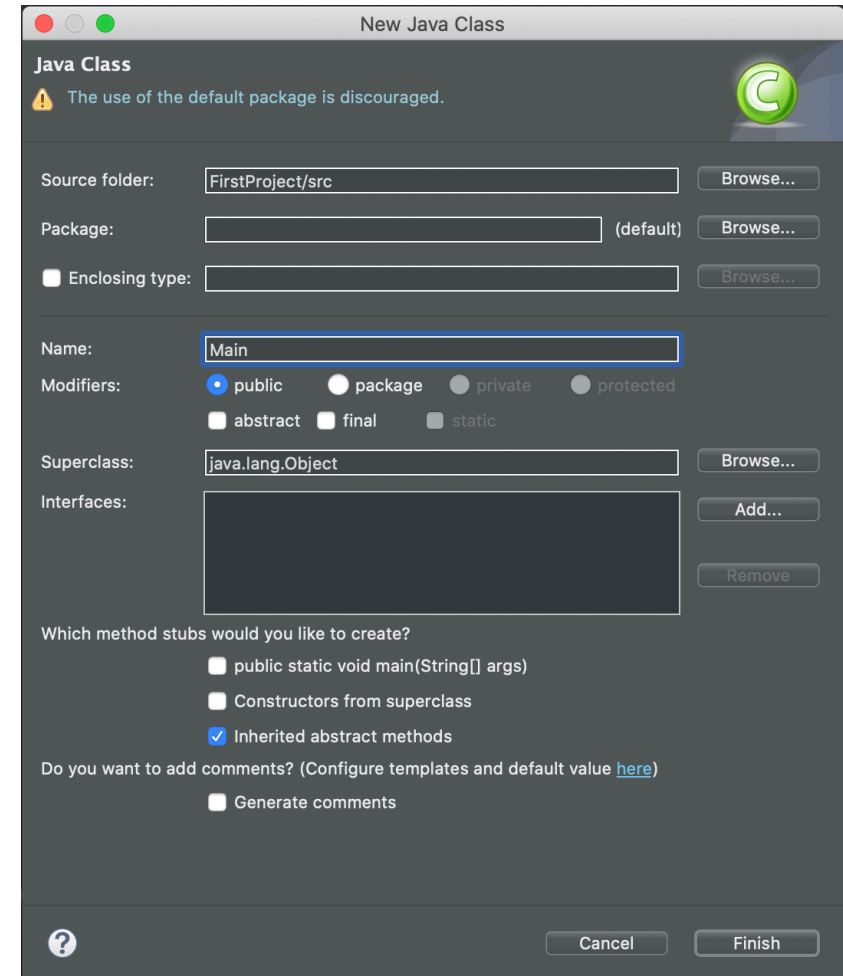 New Java Class
Java Class
The use of the default package is discouraged.
Source folder: FirstProject/src Browse...
Package: (default) Browse...
Enclosing type: Browse...
Name: Main
Modifiers: public package private protected
abstract final static
Superclass: java.lang.Object Browse...
Interfaces: Add...
Remove
Which method stubs would you like to create?
public static void main(String[] args)
Constructors from superclass
Inherited abstract methods
Do you want to add comments? (Configure templates and default value here)
Generate comments
? Cancel Finish